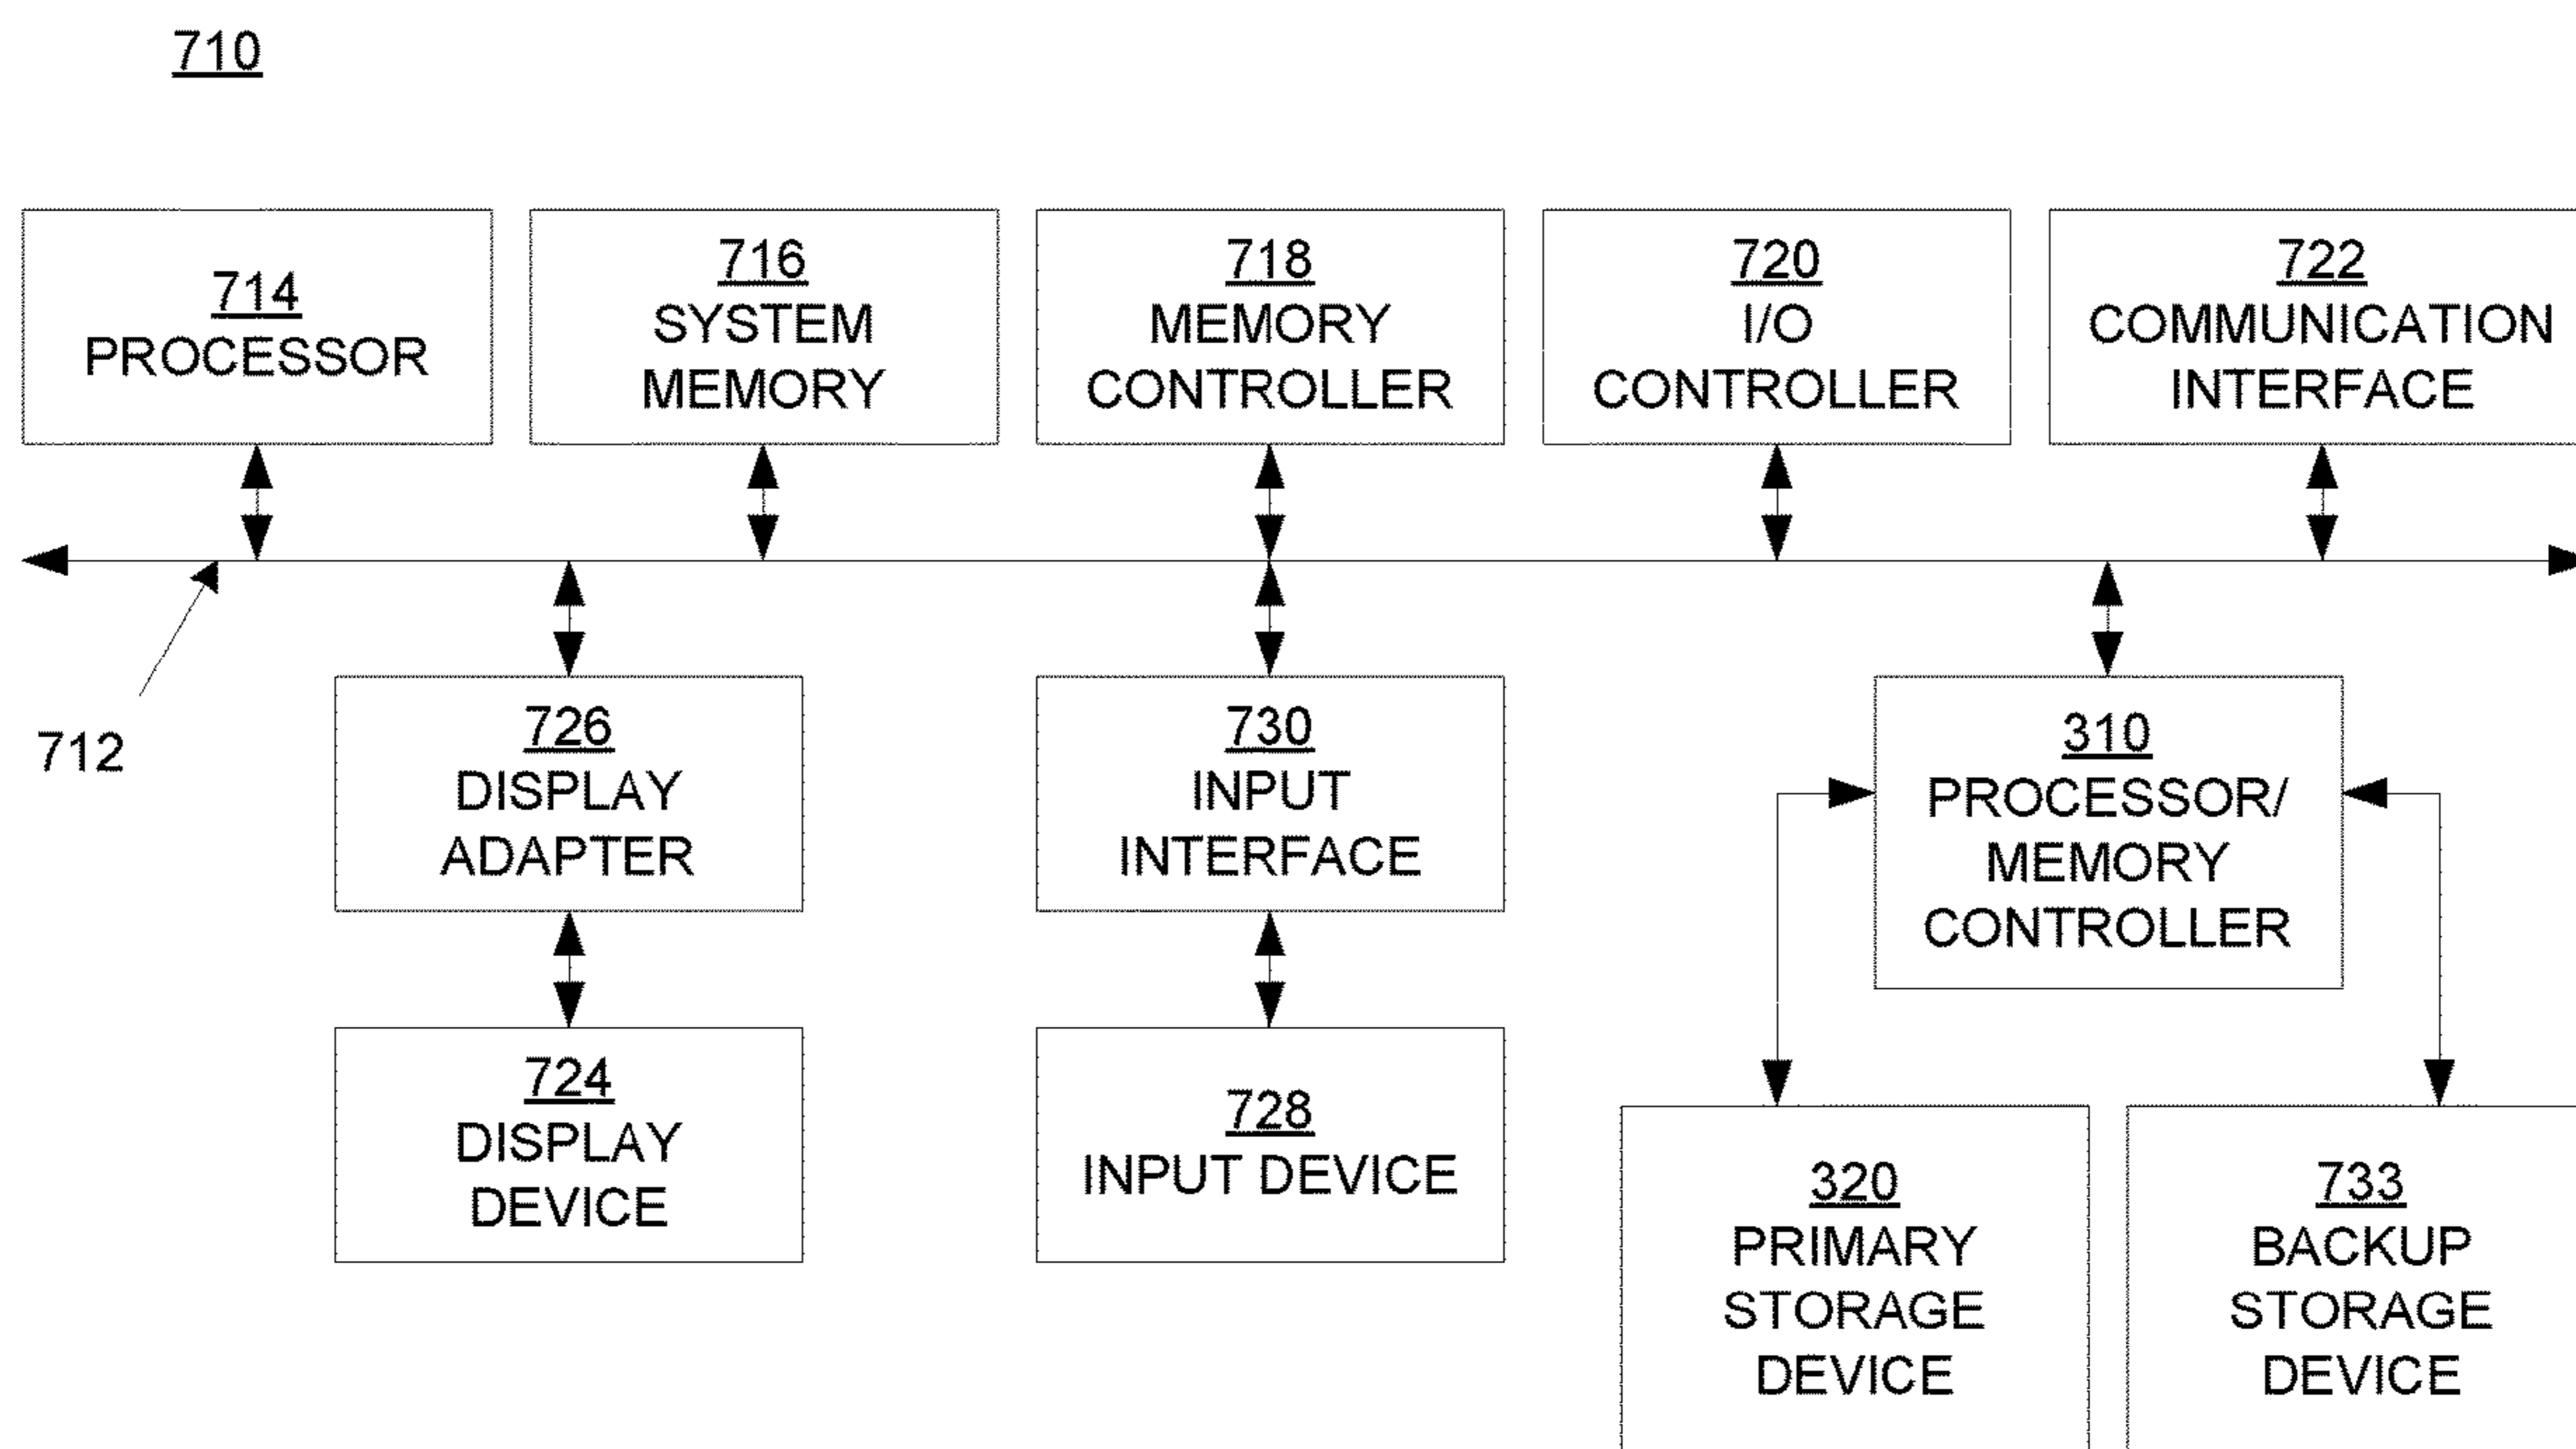 710
714
PROCESSOR
716
SYSTEM
MEMORY
718
MEMORY
CONTROLLER
720
I/O
CONTROLLER
722
COMMUNICATION
INTERFACE
712
726
DISPLAY
ADAPTER
730
INPUT
INTERFACE
310
PROCESSOR/
MEMORY
CONTROLLER
724
DISPLAY
DEVICE
728
INPUT DEVICE
320
PRIMARY
STORAGE
DEVICE
733
BACKUP
STORAGE
DEVICE